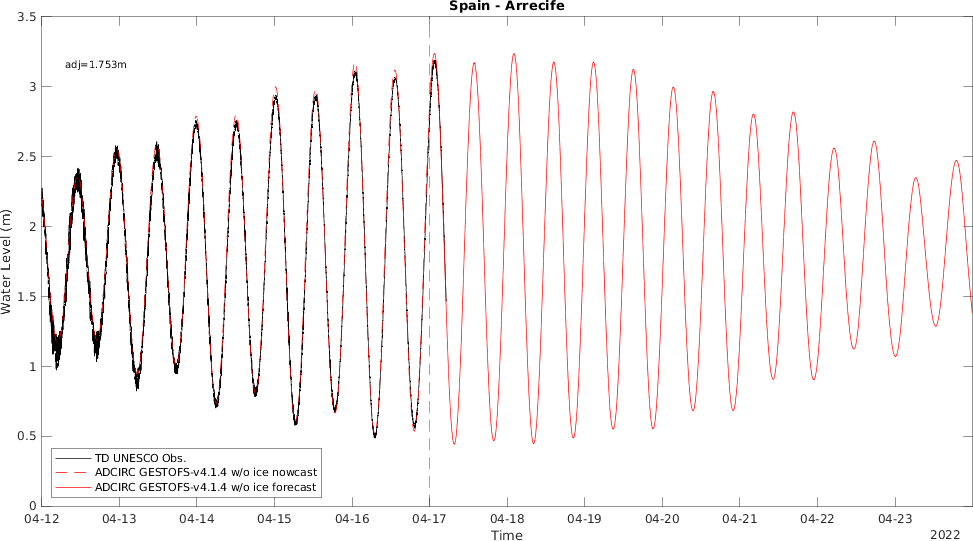 Spain - Arrecife
3.5
3
2.5
2
1.5
1
0.5
0
Water Level (m)
adj=1.753m
TD UNESCO Obs.
ADCIRC GESTOFS-v4.1.4 w/o ice nowcast
ADCIRC GESTOFS-v4.1.4 w/o ice forecast
04-12 04-13 04-14 04-15 04-16 04-17 04-18 04-19 04-20 04-21 04-22 04-23
Time
2022